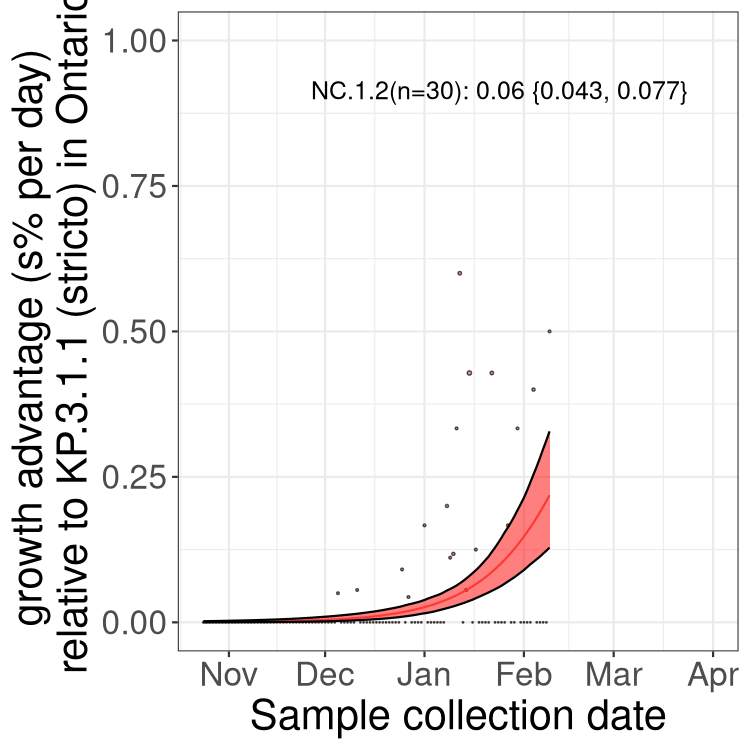 growth advantage (s% per day)
relative to KP.3.1.1 (stricto) in Ontario
1.00
0.75
0.50
0.25
0.00
NC.1.2(n=30): 0.06 {0.043, 0.077}
Nov Dec Jan Feb Mar Apr
Sample collection date